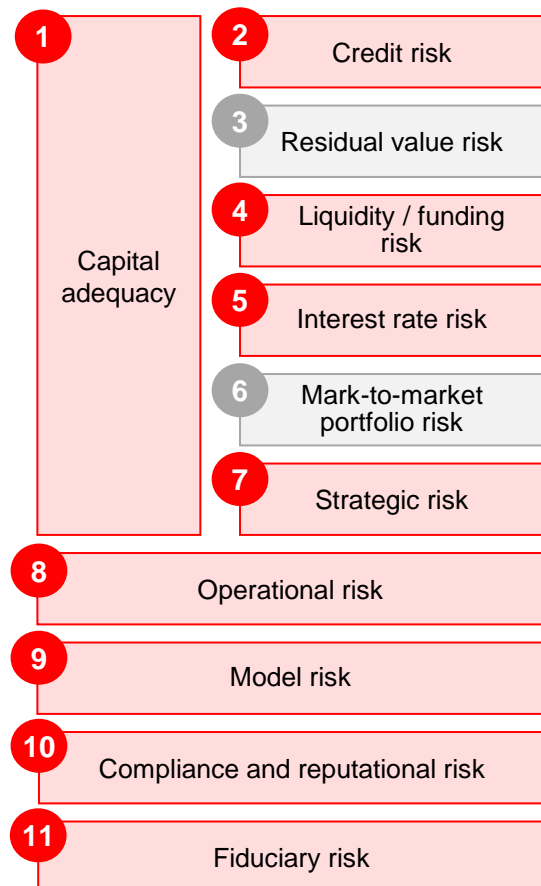 1
Capital
adequacy
2
Credit risk
3
Residual value risk
4
Liquidity / funding
risk
5
Interest rate risk
6
Mark-to-market
portfolio risk
7
Strategic risk
8
Operational risk
9
Model risk
10
Compliance and reputational risk
11
Fiduciary risk